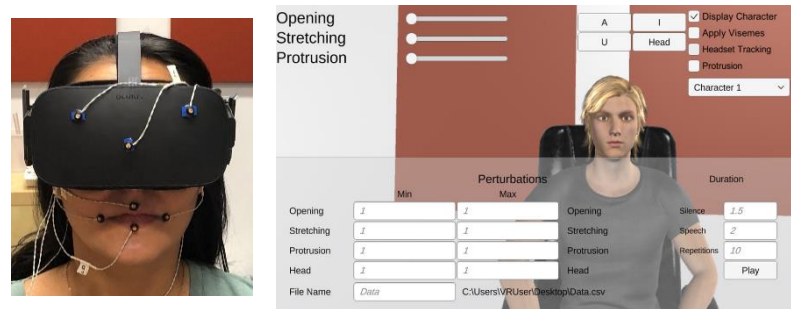 Opening
Stretching
Protrusion
A I
U Head
Display Character
Apply Visemes
Headset Tracking
Protrusion
Character 1
Perturbations Duration
Min Max
Opening 1 1 Opening Silence 1.5
Stretching 1 1 Stretching Speech 2
Protrusion 1 1 Protrusion Repetitions 10
Head 1 1 Head Play
File Name Data C:\Users\VRUser\Desktop\Data.csv